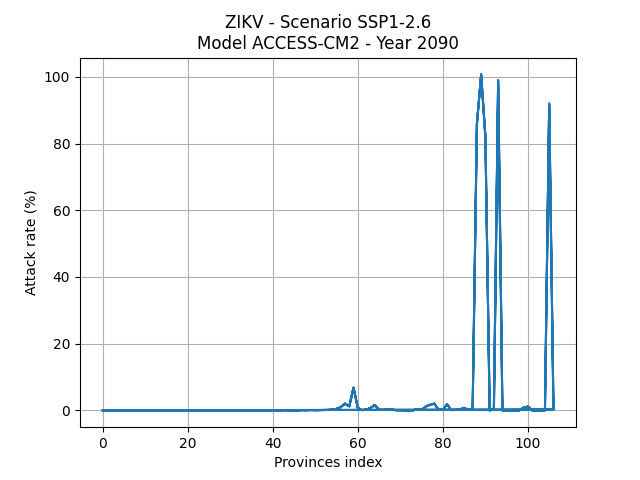 ZIKV - Scenario SSP1-2.6
Model ACCESS-CM2 - Year 2090
100
80
60
40
20
0
Attack rate (%)
0 20 40 60 80 100
Provinces index